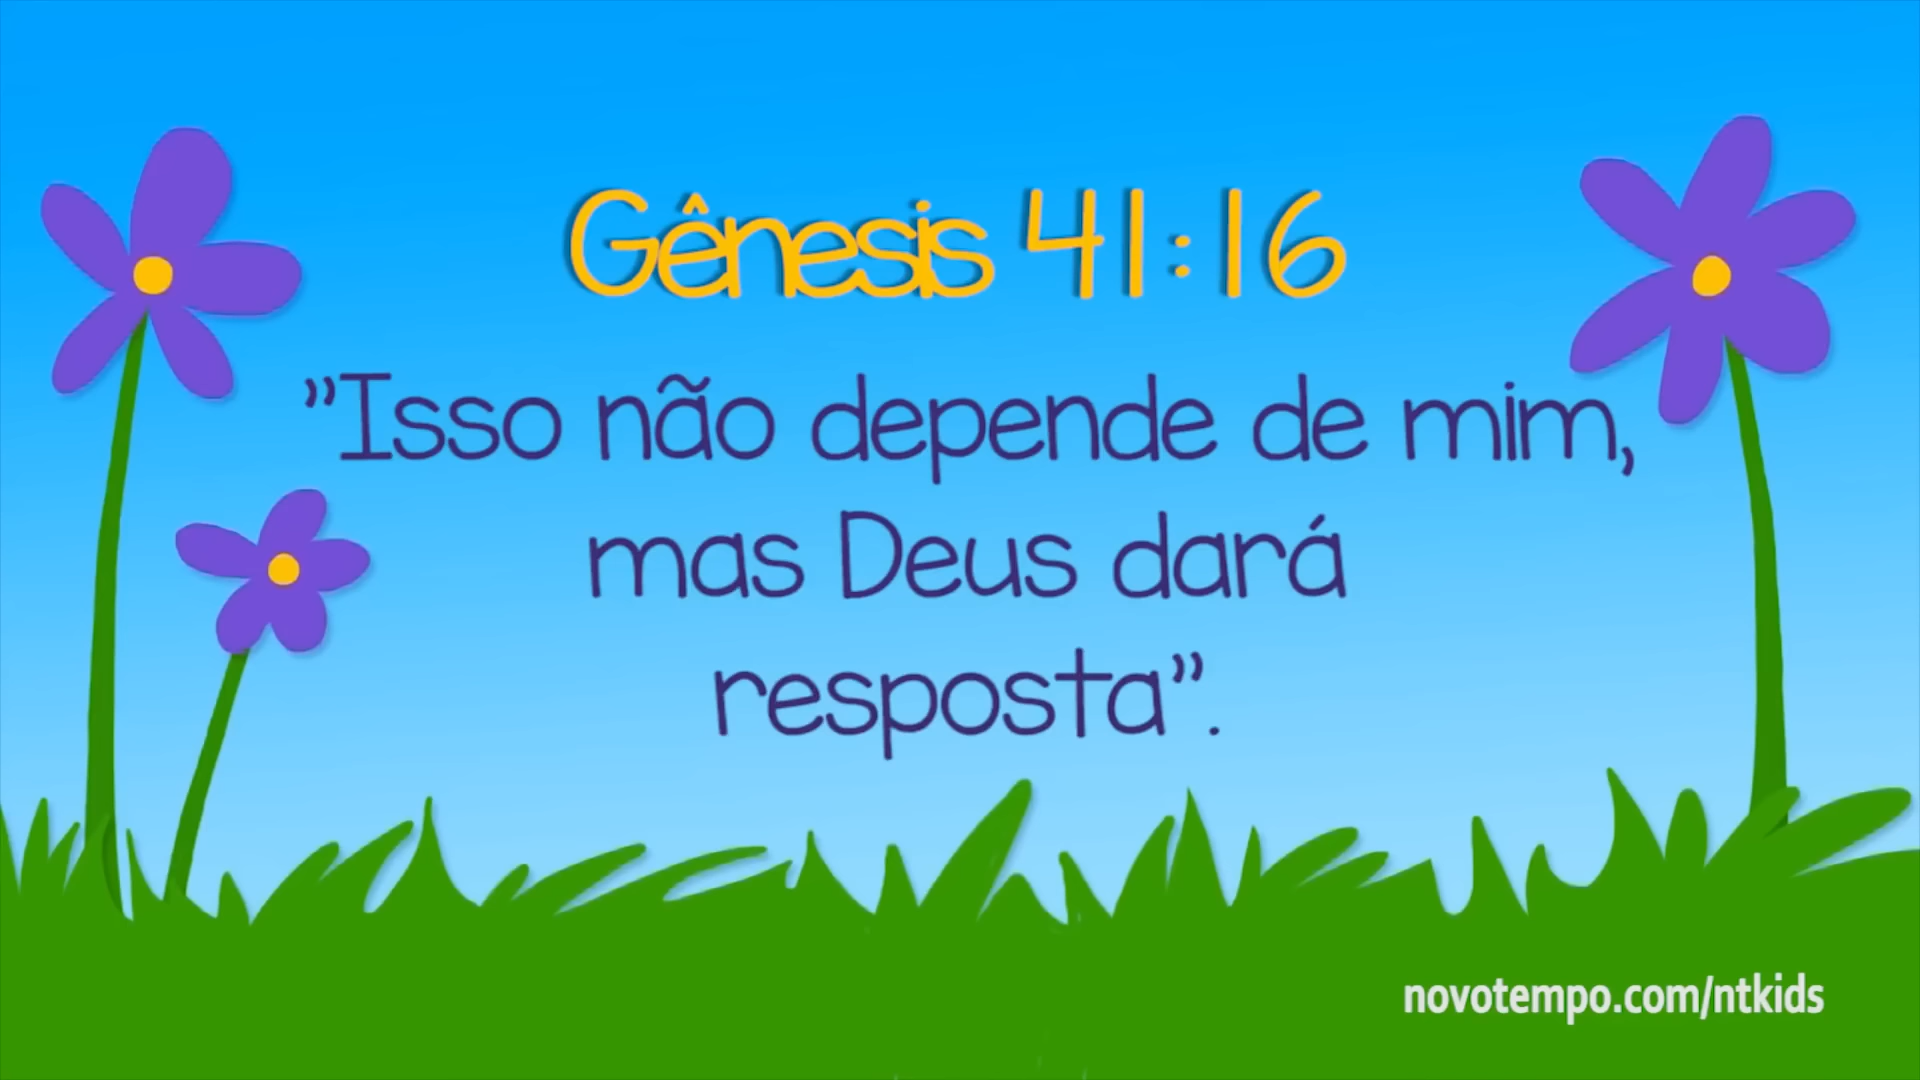 Gênesis 41:16
”Isso não depende de mim,
mas Deus dará
resposta”.
novotempo.com/ntkids